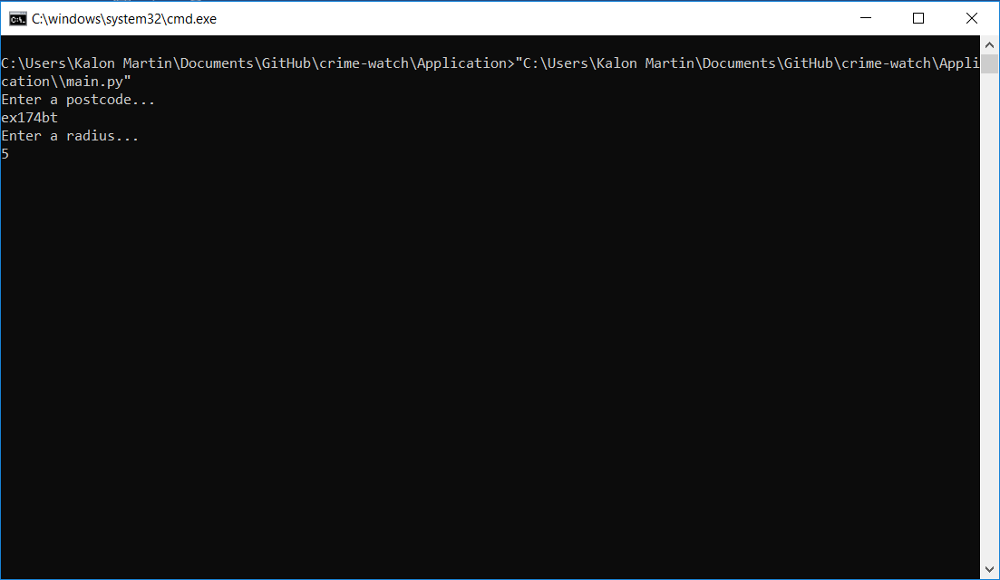 C:\windows\system32\cmd.exe
C:\Users\Kalon Martin\Documents\GitHub\crime-watch\Application>"C:\Users\Kalon Martin\Documents\GitHub\crime-watch\Appli
cation\\main.py"
Enter a postcode...
ex174bt
Enter a radius...
5